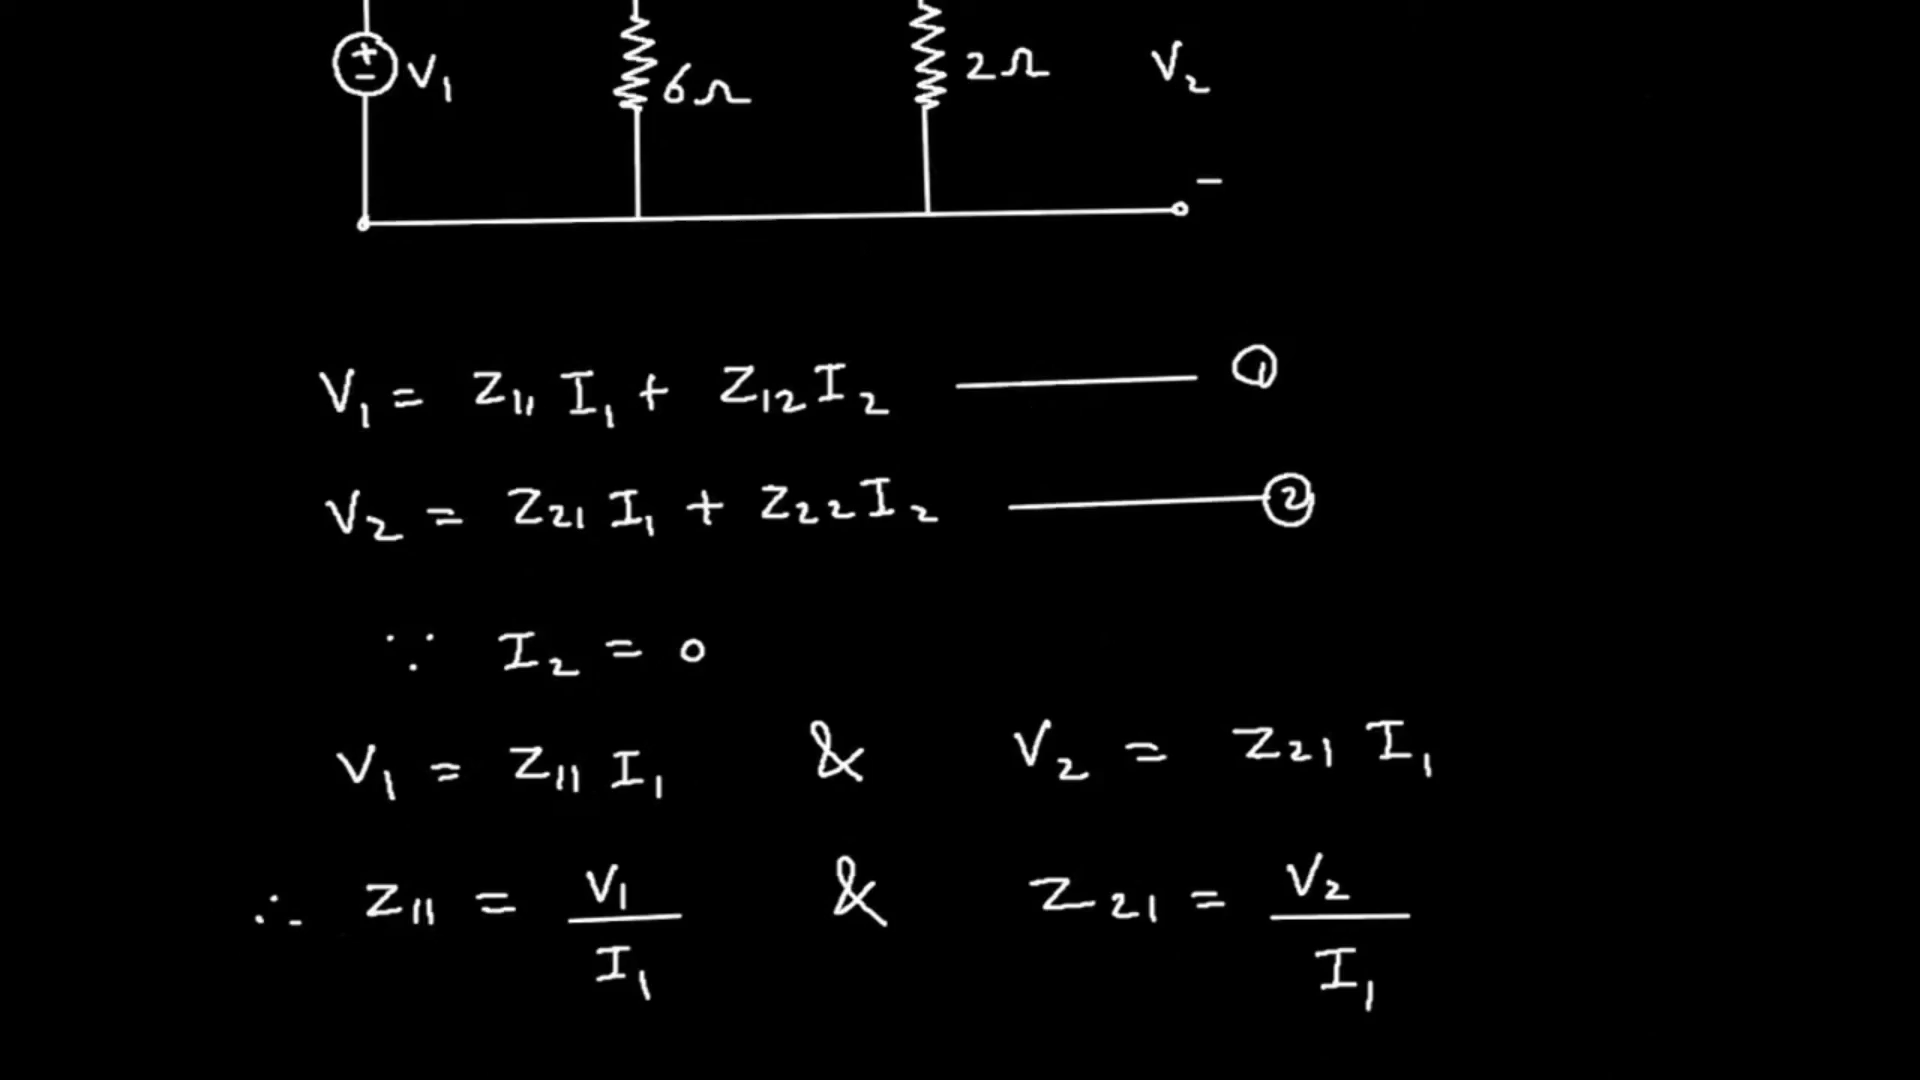 +
- V₁ 6Ω 2Ω V₂
-
V₁ = Z₁₁ I₁ + Z₁₂ I₂ ——— ①
V₂ = Z₂₁ I₁ + Z₂₂ I₂ ——— ②
∵ I₂ = 0
V₁ = Z₁₁ I₁ & V₂ = Z₂₁ I₁
∴ Z₁₁ = V₁ / I₁ & Z₂₁ = V₂ / I₁